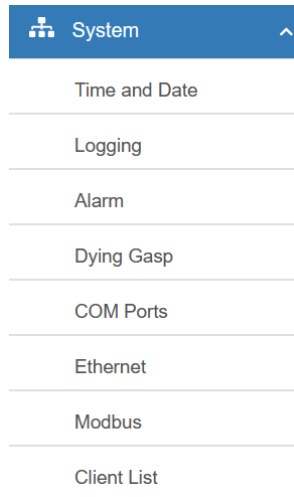 System
Time and Date
Logging
Alarm
Dying Gasp
COM Ports
Ethernet
Modbus
Client List